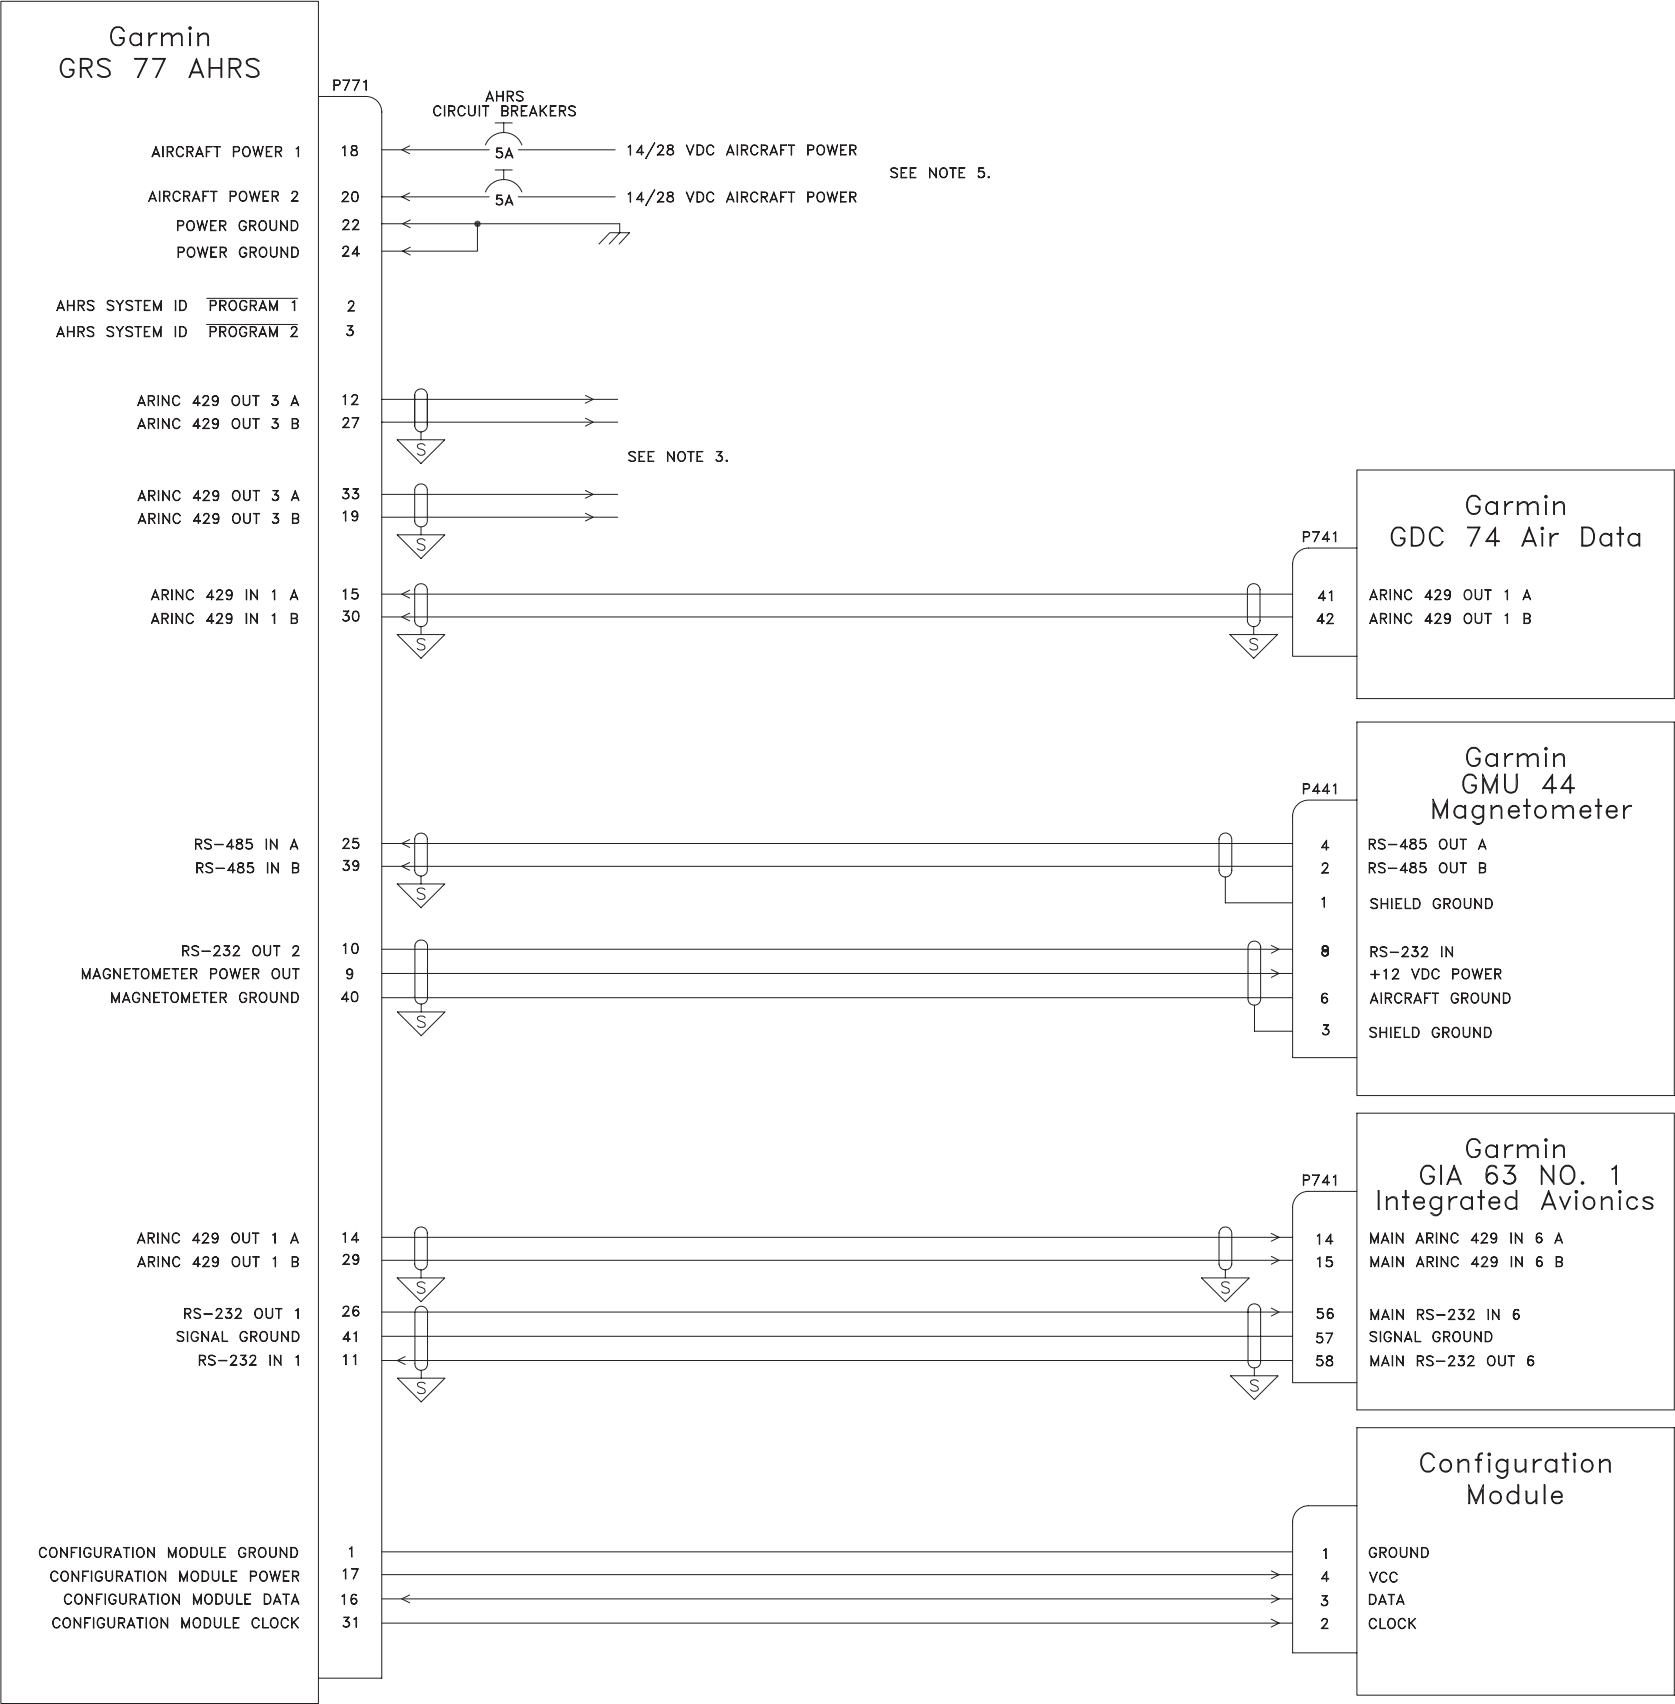 Garmin
GRS 77 AHRS
P771
AHRS
CIRCUIT BREAKERS
AIRCRAFT POWER 1 18 5A 14/28 VDC AIRCRAFT POWER
SEE NOTE 5.
AIRCRAFT POWER 2 20 5A 14/28 VDC AIRCRAFT POWER
POWER GROUND 22
POWER GROUND 24
AHRS SYSTEM ID PROGRAM 1 2
AHRS SYSTEM ID PROGRAM 2 3
ARINC 429 OUT 3 A 12
ARINC 429 OUT 3 B 27
S
SEE NOTE 3.
ARINC 429 OUT 3 A 33
ARINC 429 OUT 3 B 19
S
Garmin
GDC 74 Air Data
P741
ARINC 429 IN 1 A 15 41 ARINC 429 OUT 1 A
ARINC 429 IN 1 B 30 42 ARINC 429 OUT 1 B
S S
Garmin
GMU 44
Magnetometer
P441
RS-485 IN A 25 4 RS-485 OUT A
RS-485 IN B 39 2 RS-485 OUT B
S 1 SHIELD GROUND
RS-232 OUT 2 10 8 RS-232 IN
MAGNETOMETER POWER OUT 9 +12 VDC POWER
MAGNETOMETER GROUND 40 6 AIRCRAFT GROUND
S 3 SHIELD GROUND
Garmin
GIA 63 NO. 1
Integrated Avionics
P741
ARINC 429 OUT 1 A 14 14 MAIN ARINC 429 IN 6 A
ARINC 429 OUT 1 B 29 15 MAIN ARINC 429 IN 6 B
S S
RS-232 OUT 1 26 56 MAIN RS-232 IN 6
SIGNAL GROUND 41 57 SIGNAL GROUND
RS-232 IN 1 11 58 MAIN RS-232 OUT 6
S S
Configuration
Module
CONFIGURATION MODULE GROUND 1 1 GROUND
CONFIGURATION MODULE POWER 17 4 VCC
CONFIGURATION MODULE DATA 16 3 DATA
CONFIGURATION MODULE CLOCK 31 2 CLOCK